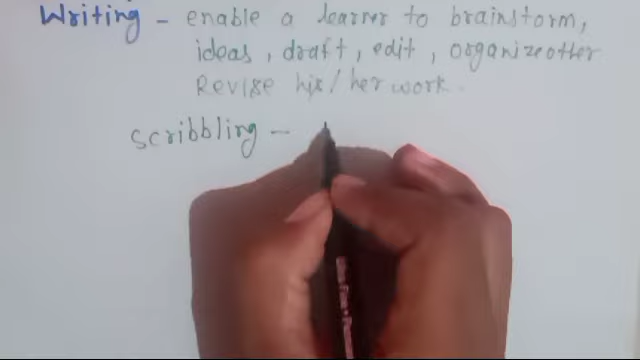 Writing - enable a learner to brainstorm,
ideas, draft, edit, organize other
Revise his/her work.
scribbling -